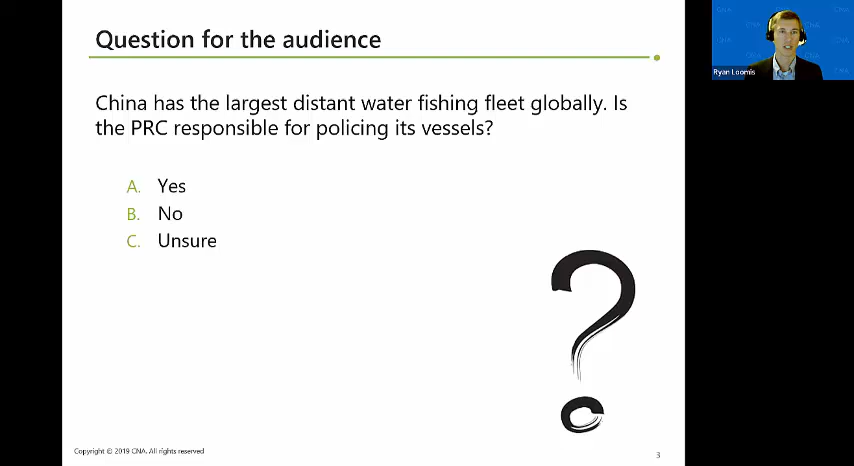 Question for the audience
China has the largest distant water fishing fleet globally. Is
the PRC responsible for policing its vessels?
A. Yes
B. No
C. Unsure
Copyright © 2019 CNA. All rights reserved
3
Ryan Loomis
CNA